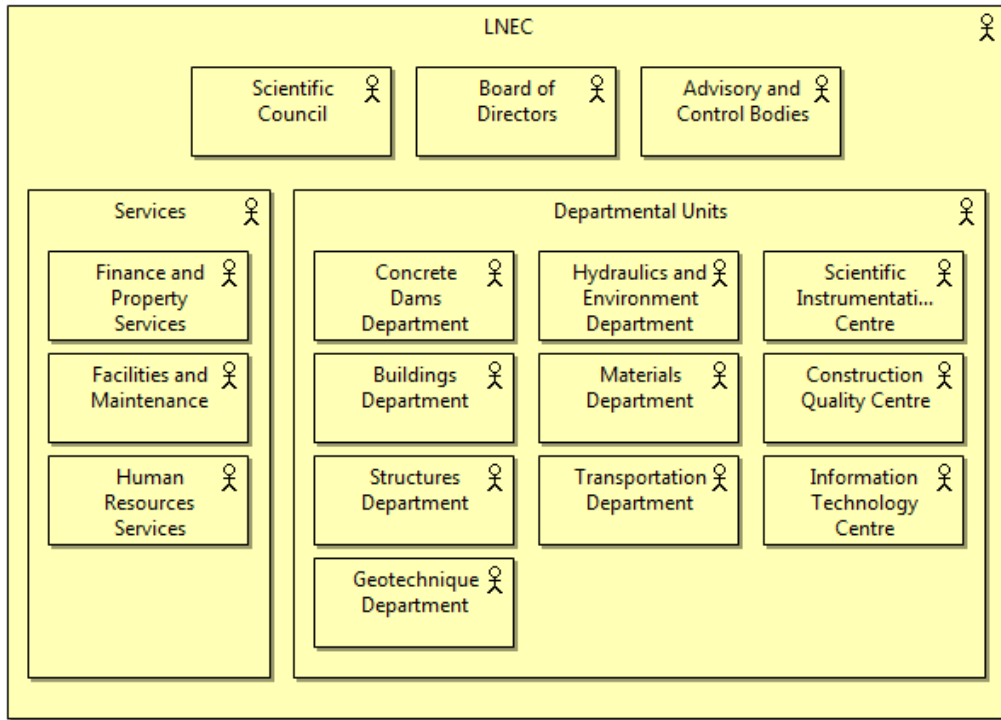 LNEC
Scientific
Council
Board of
Directors
Advisory and
Control Bodies
Services
Finance and
Property
Services
Facilities and
Maintenance
Human
Resources
Services
Departmental Units
Concrete
Dams
Department
Hydraulics and
Environment
Department
Scientific
Instrumentati...
Centre
Buildings
Department
Materials
Department
Construction
Quality Centre
Structures
Department
Transportation
Department
Information
Technology
Centre
Geotechnique
Department